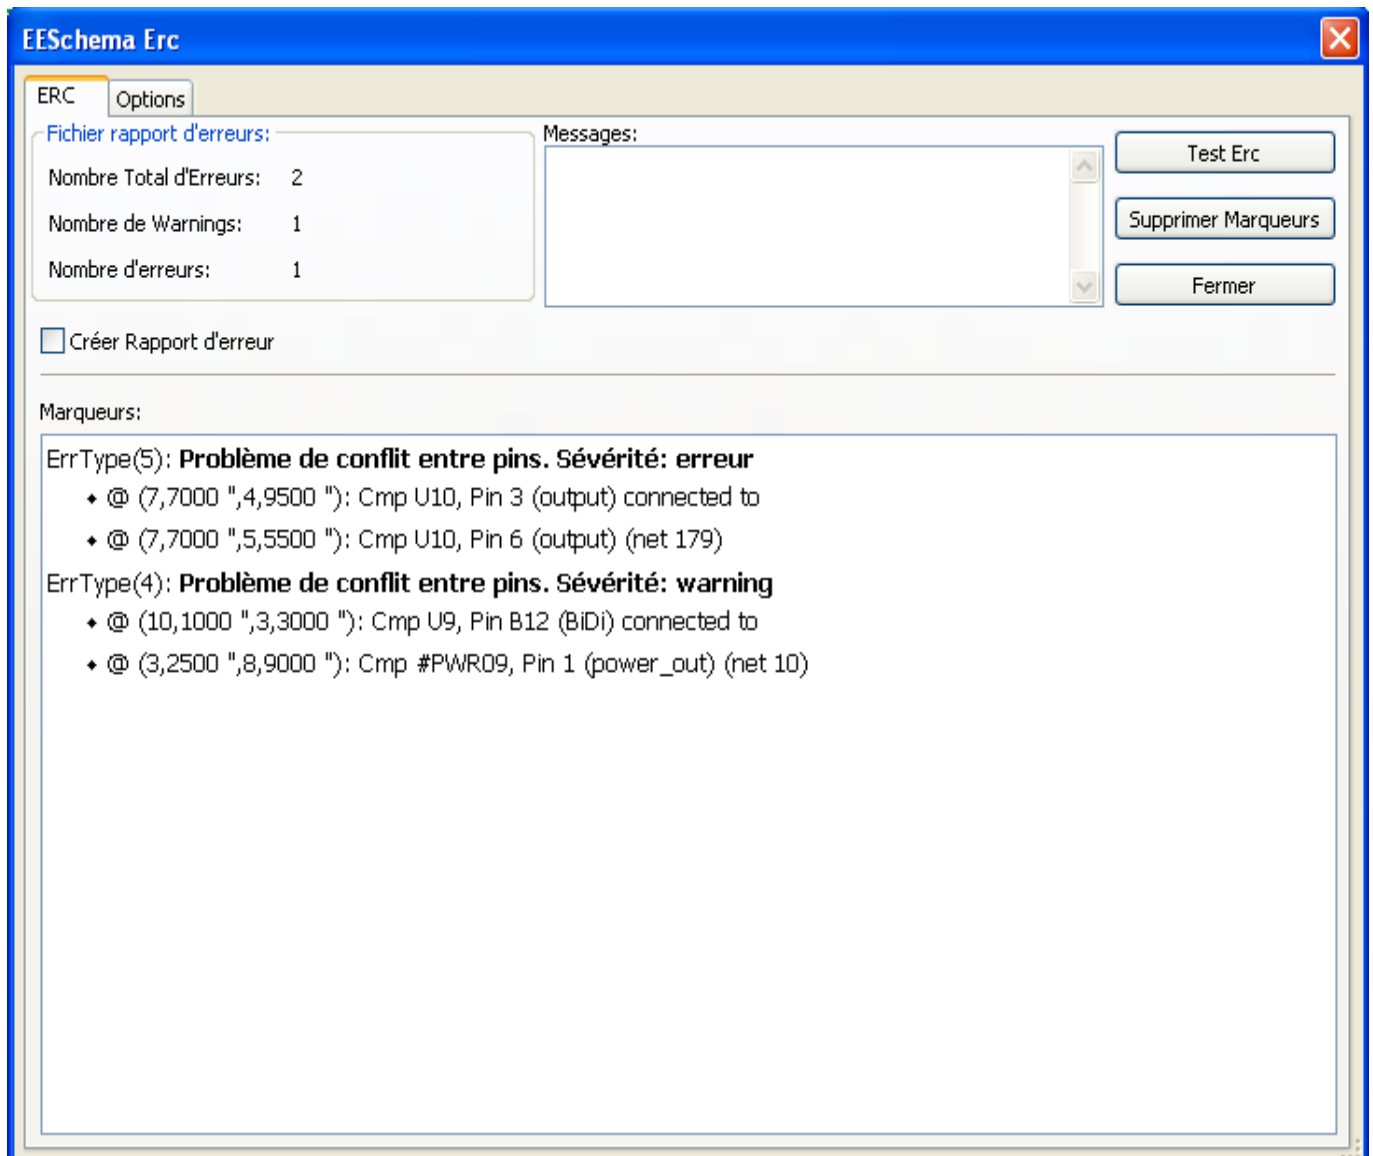 EESchema Erc
ERC
Options
Fichier rapport d'erreurs:
Nombre Total d'Erreurs: 2
Nombre de Warnings: 1
Nombre d'erreurs: 1
Messages:
Test Erc
Supprimer Marqueurs
Fermer
Créer Rapport d'erreur
Marqueurs:
ErrType(5): Problème de conflit entre pins. Sévérité: erreur
• @ (7,7000 ",4,9500 "): Cmp U10, Pin 3 (output) connected to
• @ (7,7000 ",5,5500 "): Cmp U10, Pin 6 (output) (net 179)
ErrType(4): Problème de conflit entre pins. Sévérité: warning
• @ (10,1000 ",3,3000 "): Cmp U9, Pin B12 (BiDi) connected to
• @ (3,2500 ",8,9000 "): Cmp #PWR09, Pin 1 (power_out) (net 10)